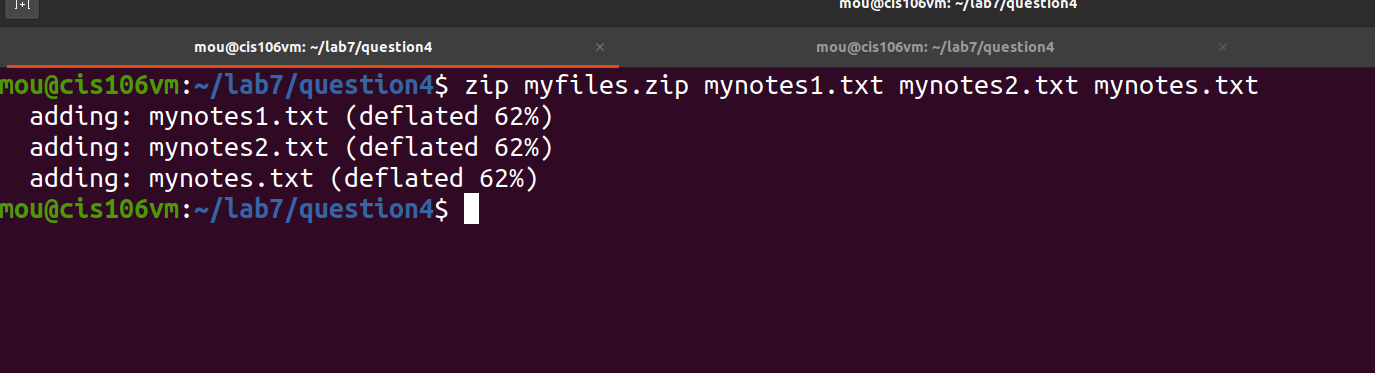 mou@cis106vm: ~/lab7/question4
mou@cis106vm: ~/lab7/question4 × mou@cis106vm: ~/lab7/question4 ×
mou@cis106vm:~/lab7/question4$ zip myfiles.zip mynotes1.txt mynotes2.txt mynotes.txt
  adding: mynotes1.txt (deflated 62%)
  adding: mynotes2.txt (deflated 62%)
  adding: mynotes.txt (deflated 62%)
mou@cis106vm:~/lab7/question4$